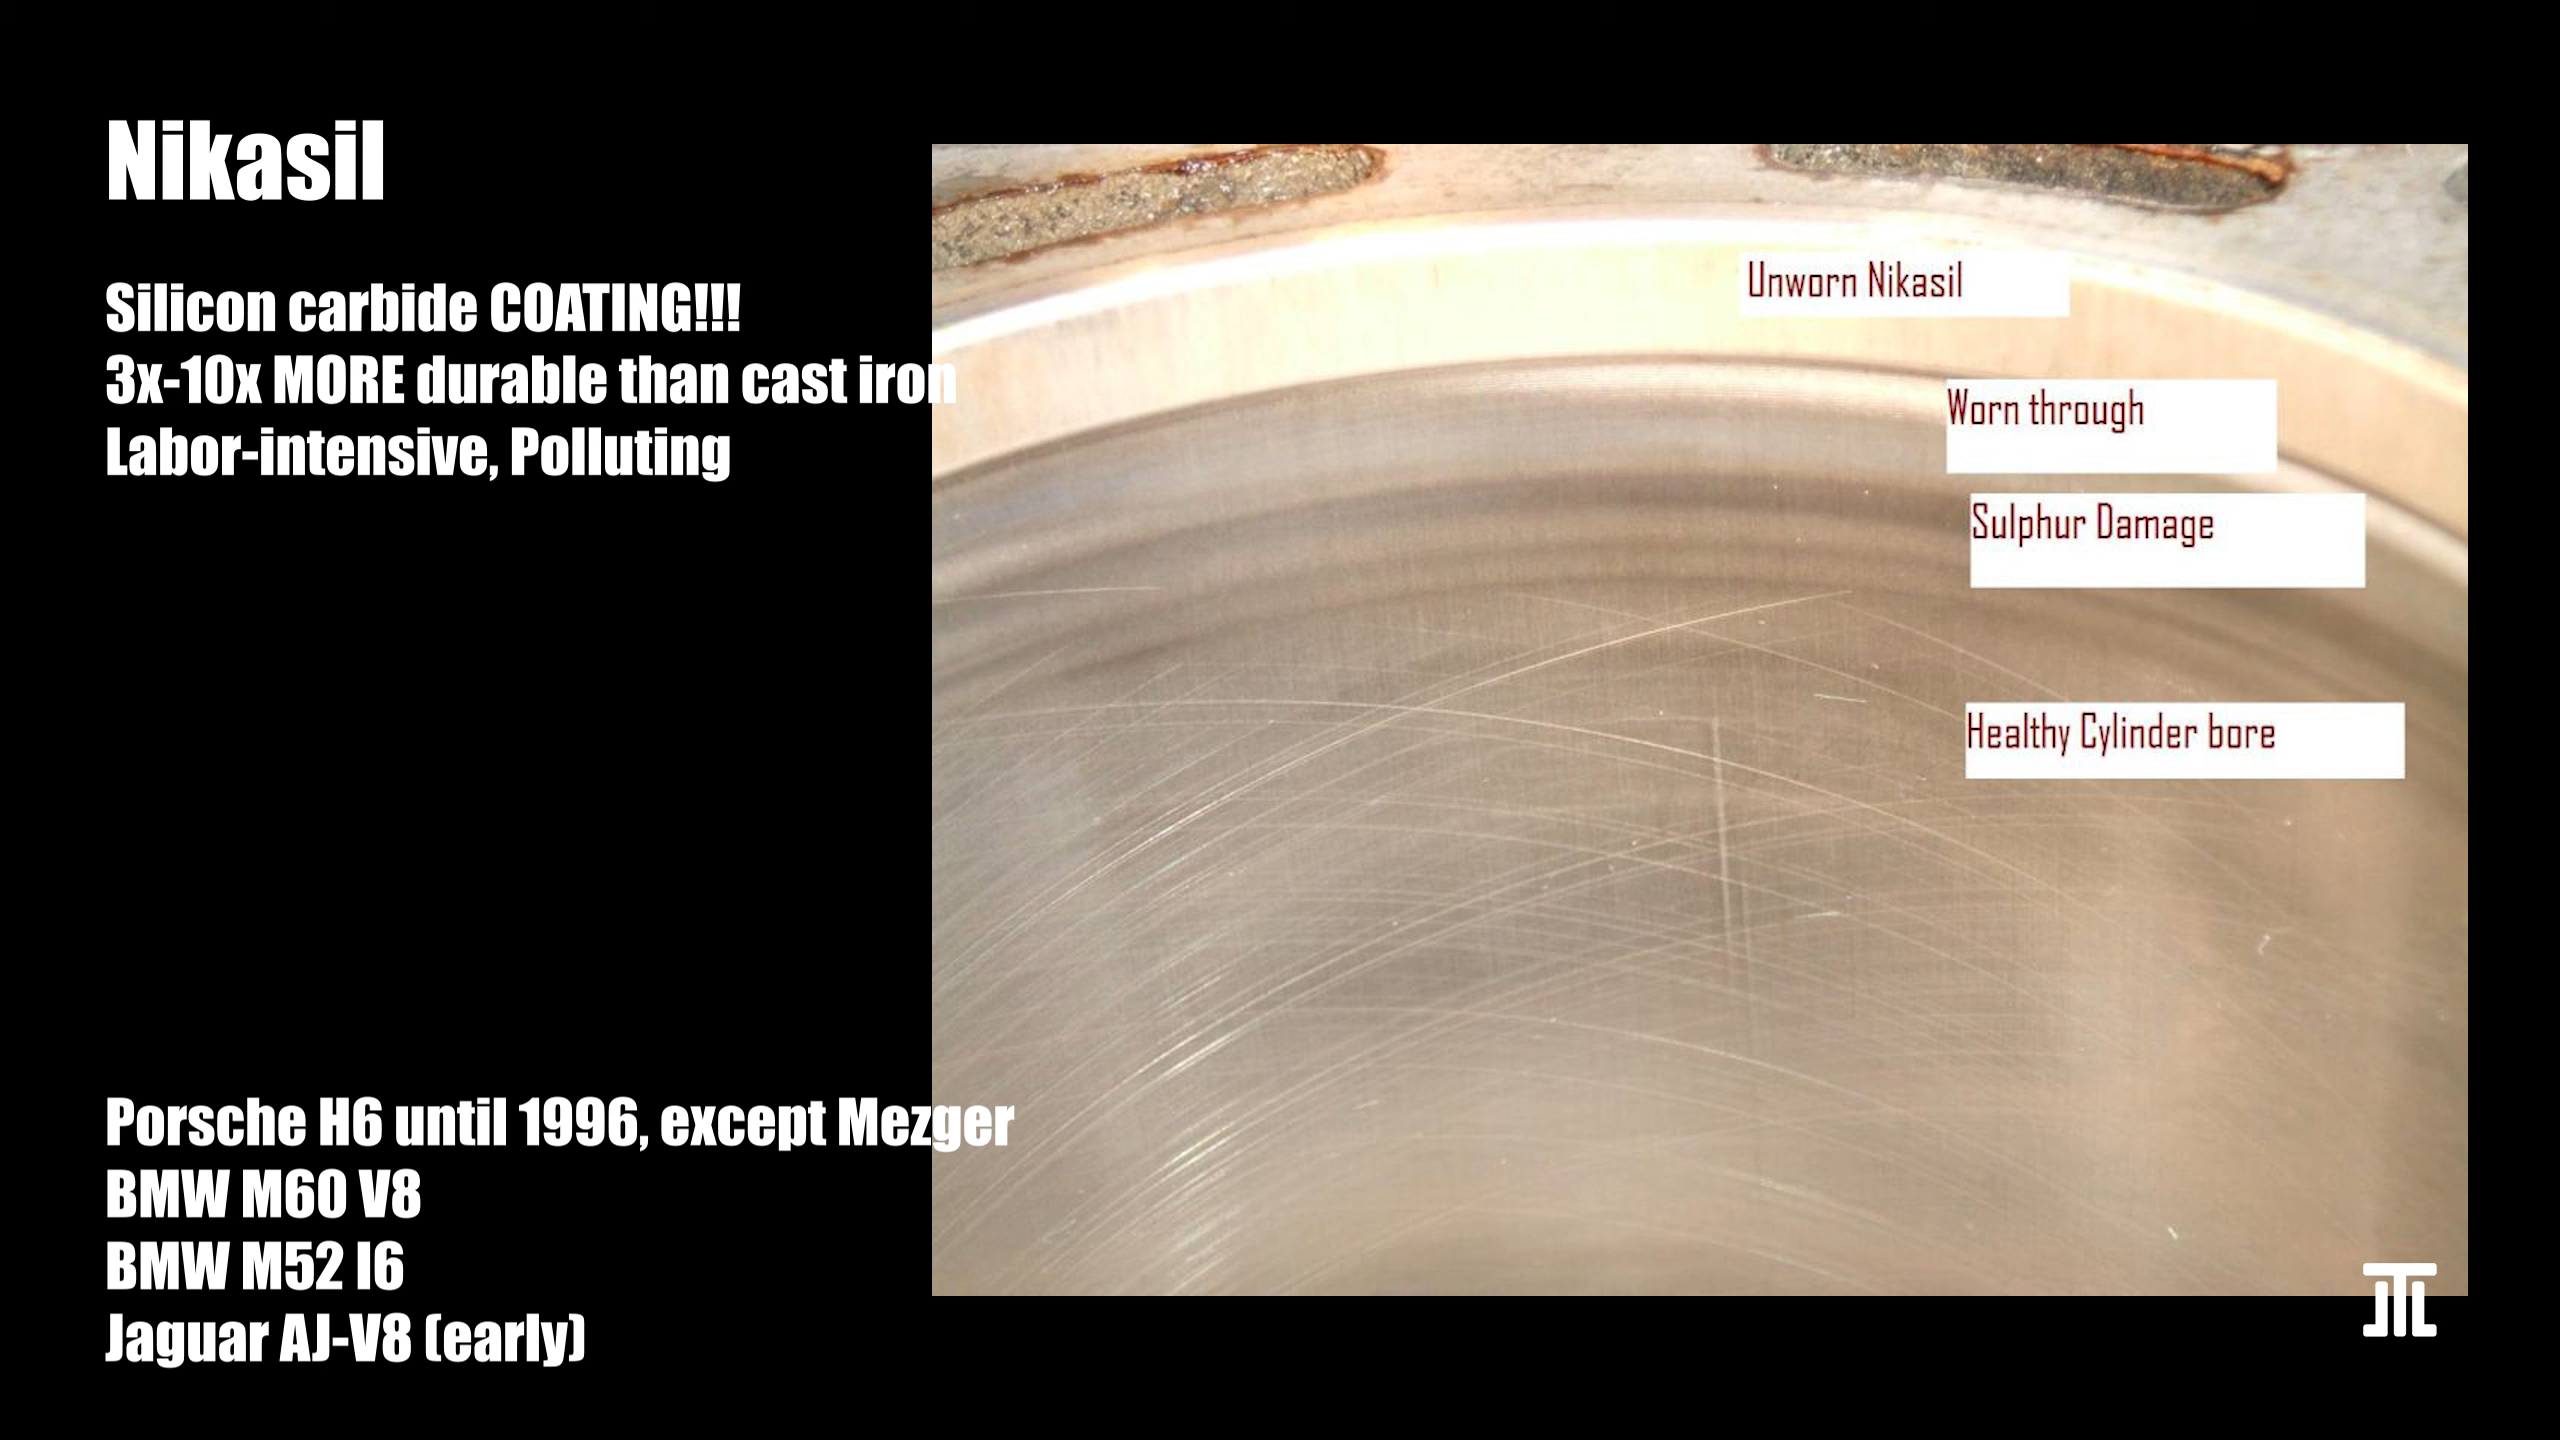 Nikasil
Silicon carbide COATING!!!
3x-10x MORE durable than cast iron
Labor-intensive, Polluting
Unworn Nikasil
Worn through
Sulphur Damage
Healthy Cylinder bore
Porsche H6 until 1996, except Mezger
BMW M60 V8
BMW M52 I6
Jaguar AJ-V8 (early)